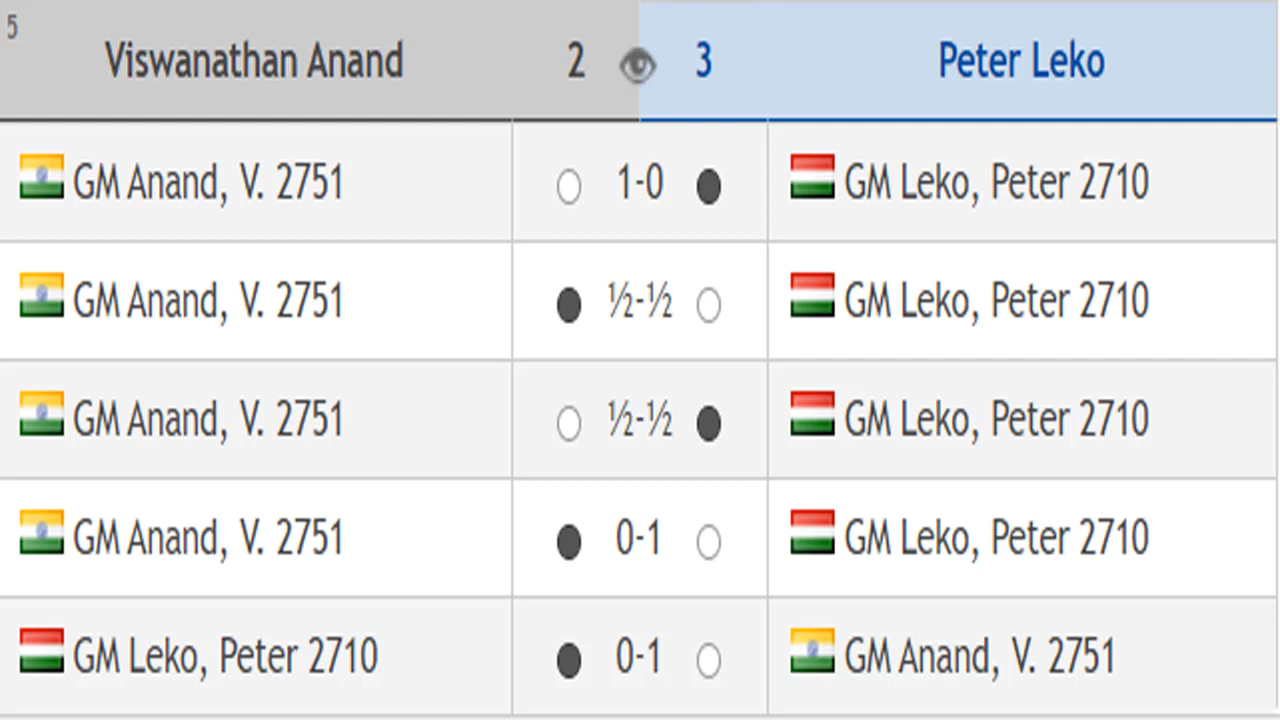 5
Viswanathan Anand 2 3 Peter Leko
GM Anand, V. 2751 1-0 GM Leko, Peter 2710
GM Anand, V. 2751 ½-½ GM Leko, Peter 2710
GM Anand, V. 2751 ½-½ GM Leko, Peter 2710
GM Anand, V. 2751 0-1 GM Leko, Peter 2710
GM Leko, Peter 2710 0-1 GM Anand, V. 2751